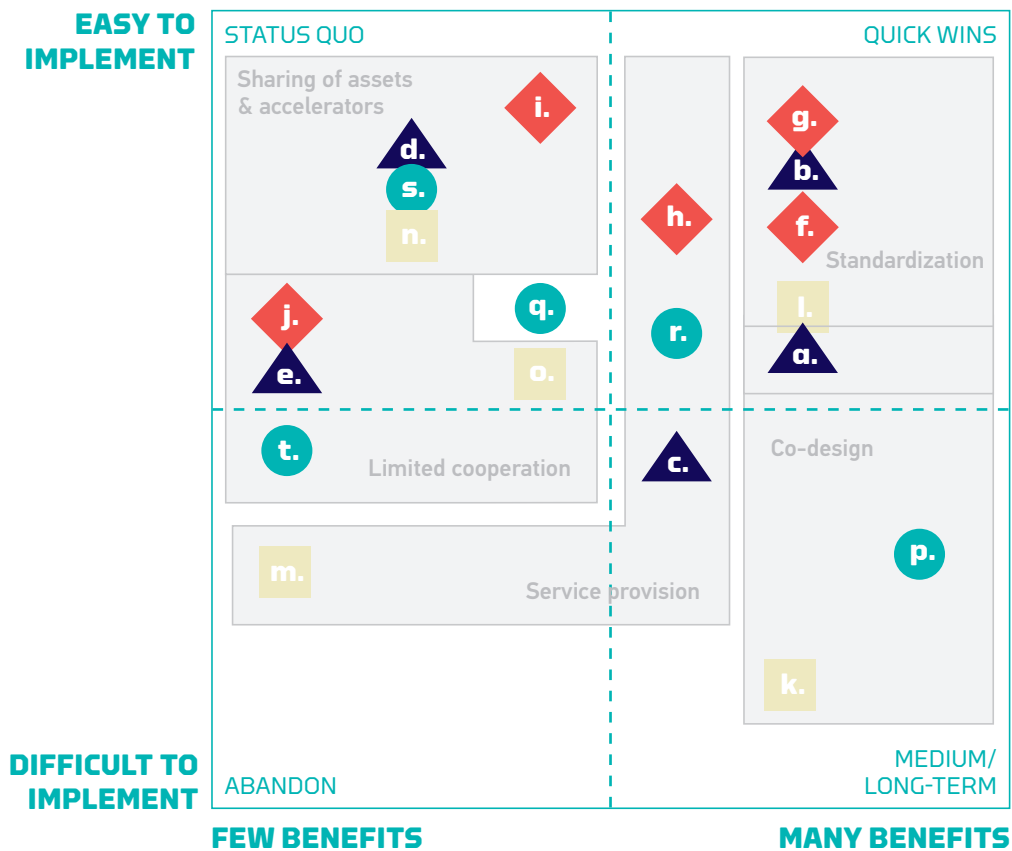 EASY TO
IMPLEMENT
STATUS QUO
QUICK WINS
Sharing of assets
& accelerators
i.
g.
d.
b.
s.
h.
f.
n.
Standardization
j.
q.
l.
r.
a.
e.
o.
t.
Limited cooperation
c.
Co-design
p.
m.
Service provision
k.
DIFFICULT TO
IMPLEMENT
ABANDON
MEDIUM/
LONG-TERM
FEW BENEFITS
MANY BENEFITS